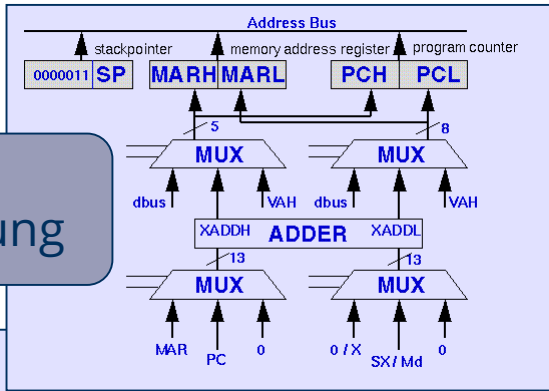 Address Bus
stackpointer memory address register program counter
0000011 SP MARH MARL PCH PCL
5 8
MUX MUX
dbus VAH dbus VAH
XADDH ADDER XADDL
13 13
MUX MUX
MAR PC 0 0 / X SX / Md 0